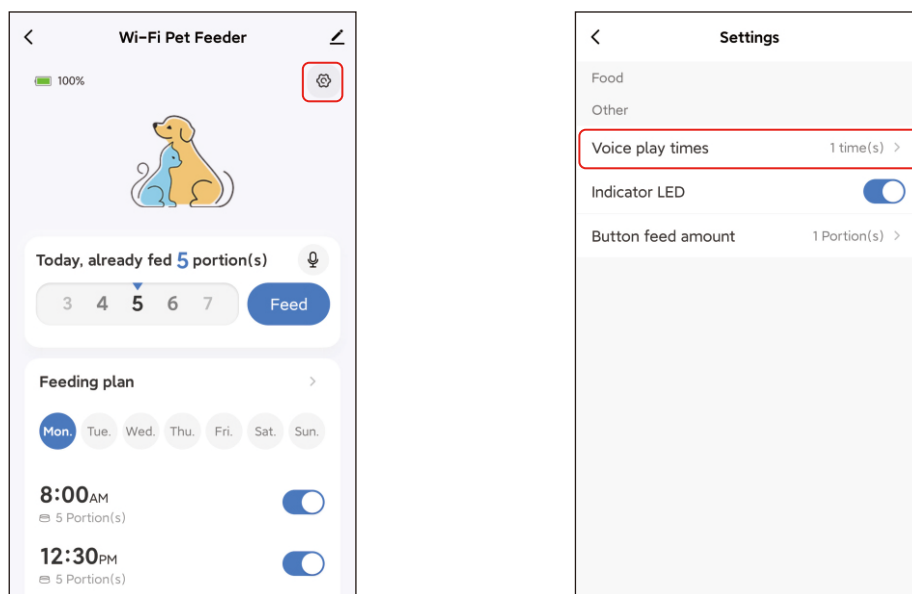 Wi-Fi Pet Feeder
100%
Today, already fed 5 portion(s)
3 4 5 6 7 Feed
Feeding plan
Mon. Tue. Wed. Thu. Fri. Sat. Sun.
8:00AM
5 Portion(s)
12:30PM
5 Portion(s)
Settings
Food
Other
Voice play times 1 time(s)
Indicator LED
Button feed amount 1 Portion(s)